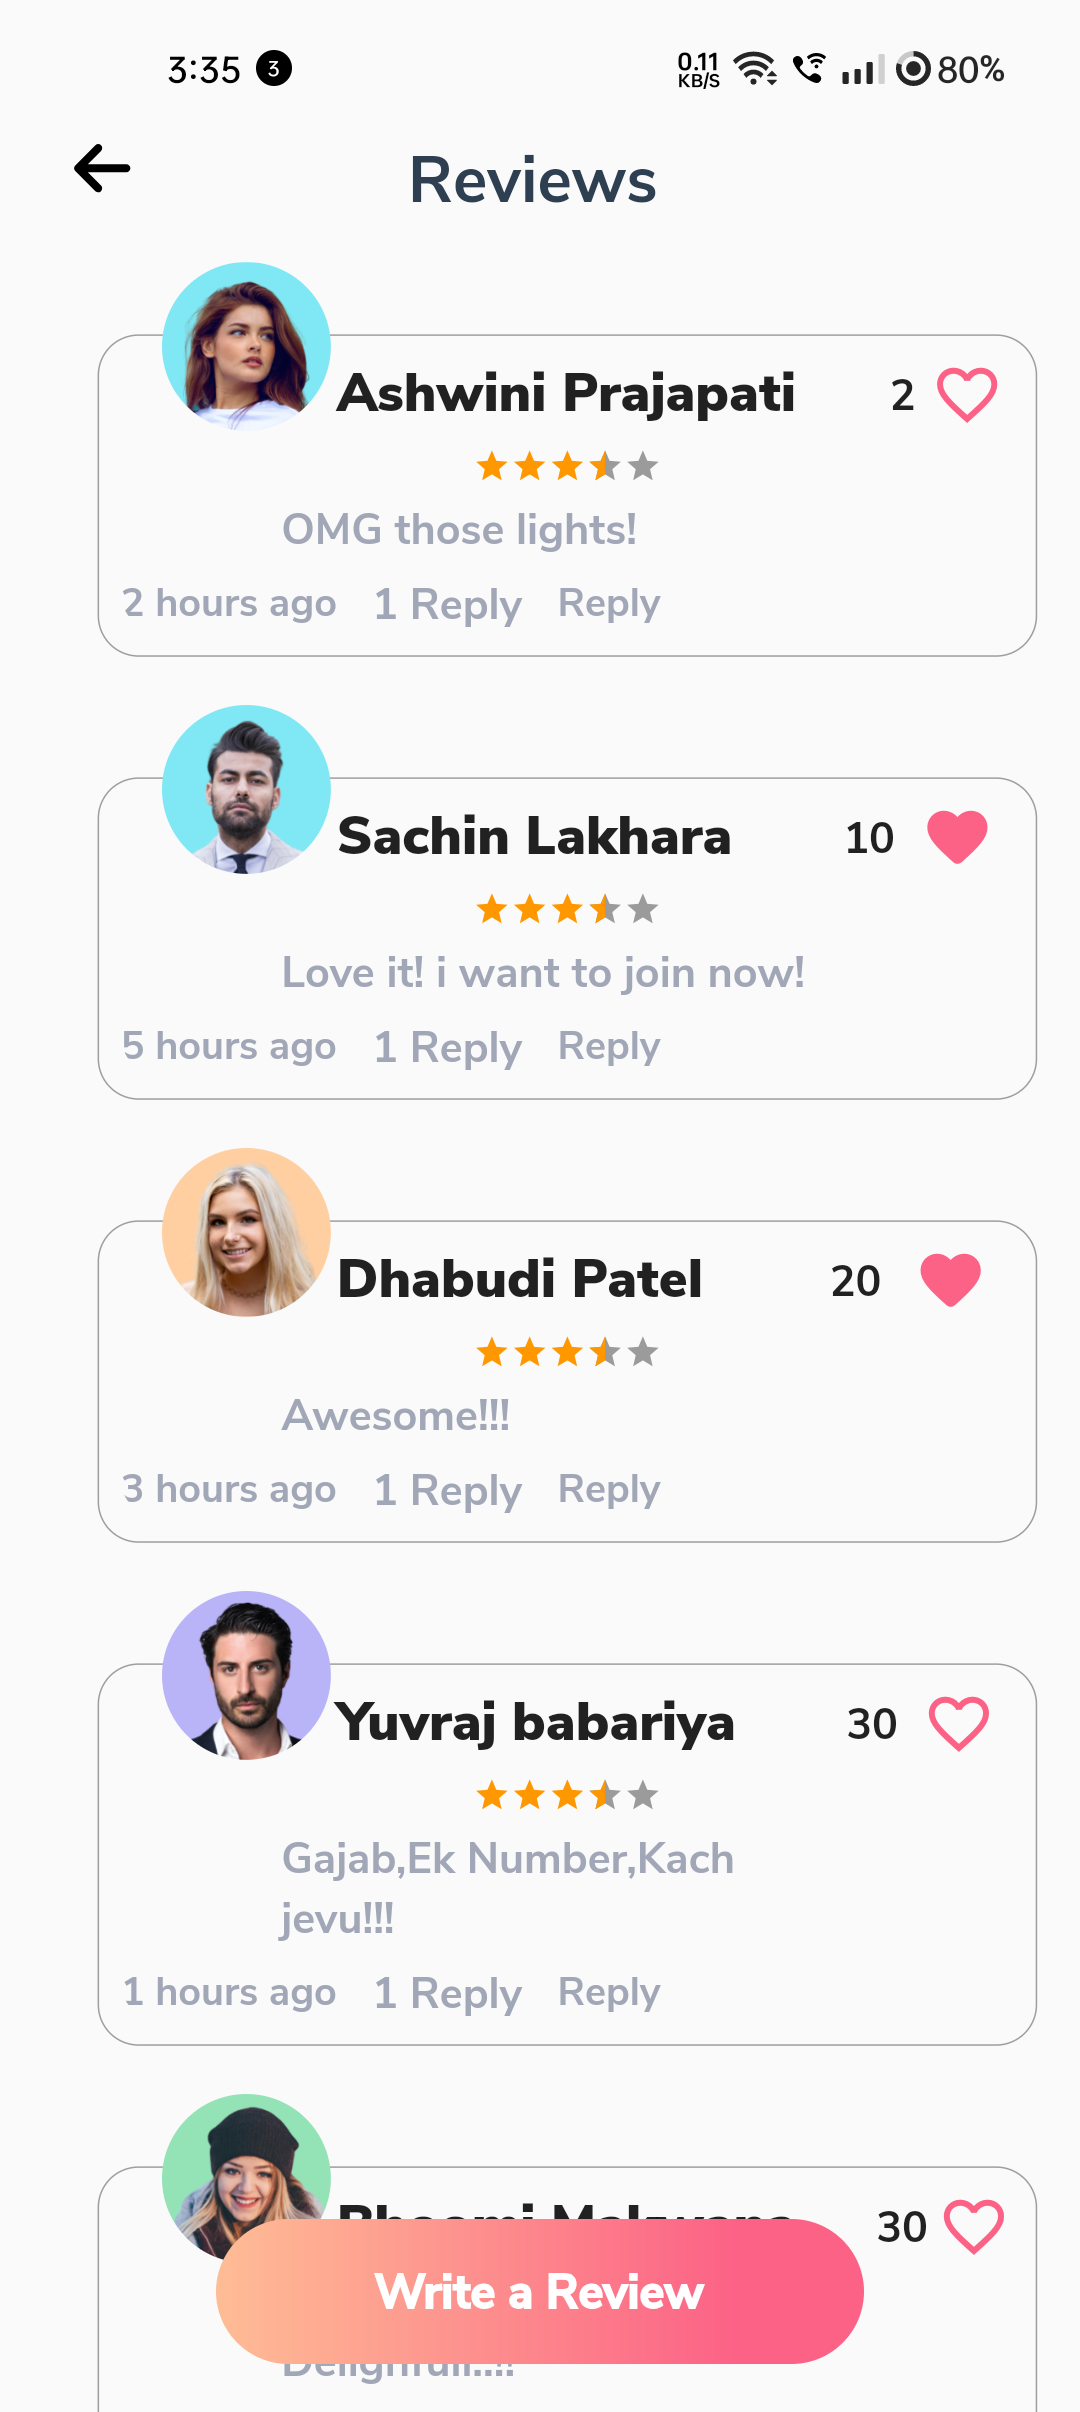 3:35 3 0.11 KB/S 80%
Reviews
Ashwini Prajapati 2
OMG those lights!
2 hours ago 1 Reply Reply
Sachin Lakhara 10
Love it! i want to join now!
5 hours ago 1 Reply Reply
Dhabudi Patel 20
Awesome!!!
3 hours ago 1 Reply Reply
Yuvraj babariya 30
Gajab,Ek Number,Kach
jevu!!!
1 hours ago 1 Reply Reply
30
Write a Review